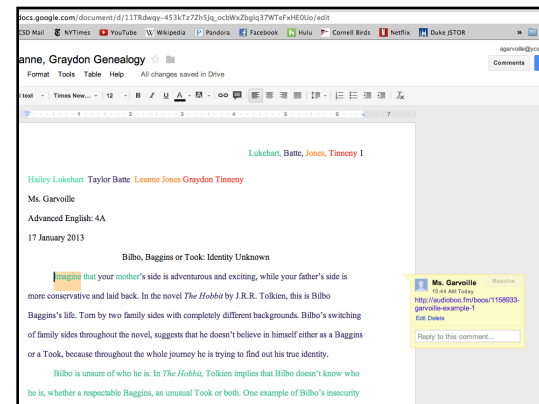 docs.google.com/document/d/11TRdwqy-453kTz7Zh5Jq_ocbWxZbglq37WTeFxHE0Uo/edit
CSD Mail NYTimes YouTube Wikipedia Pandora Facebook Hulu Cornell Birds Netflix Duke JSTOR »
agarvoille@ycs
anne, Graydon Genealogy
Comments
Format Tools Table Help All changes saved in Drive
l text Times New... 12 B I U A
1 2 3 4 5 6 7
Lukehart, Batte, Jones, Tinneny 1
Hailey Lukehart Taylor Batte Leanne Jones Graydon Tinneny
Ms. Garvoille
Advanced English: 4A
17 January 2013
Bilbo, Baggins or Took: Identity Unknown
Imagine that your mother's side is adventurous and exciting, while your father's side is
more conservative and laid back. In the novel The Hobbit by J.R.R. Tolkien, this is Bilbo
Baggins's life. Torn by two family sides with completely different backgrounds. Bilbo's switching
of family sides throughout the novel, suggests that he doesn't believe in himself either as a Baggins
or a Took, because throughout the whole journey he is trying to find out his true identity.
Bilbo is unsure of who he is. In The Hobbit, Tolkien implies that Bilbo doesn't know who
he is, whether a respectable Baggins, an unusual Took or both. One example of Bilbo's insecurity
Ms. Garvoille Resolve
10:44 AM Today
http://audioboo.fm/boos/1158933-
garvoille-example-1
Edit Delete
Reply to this comment...